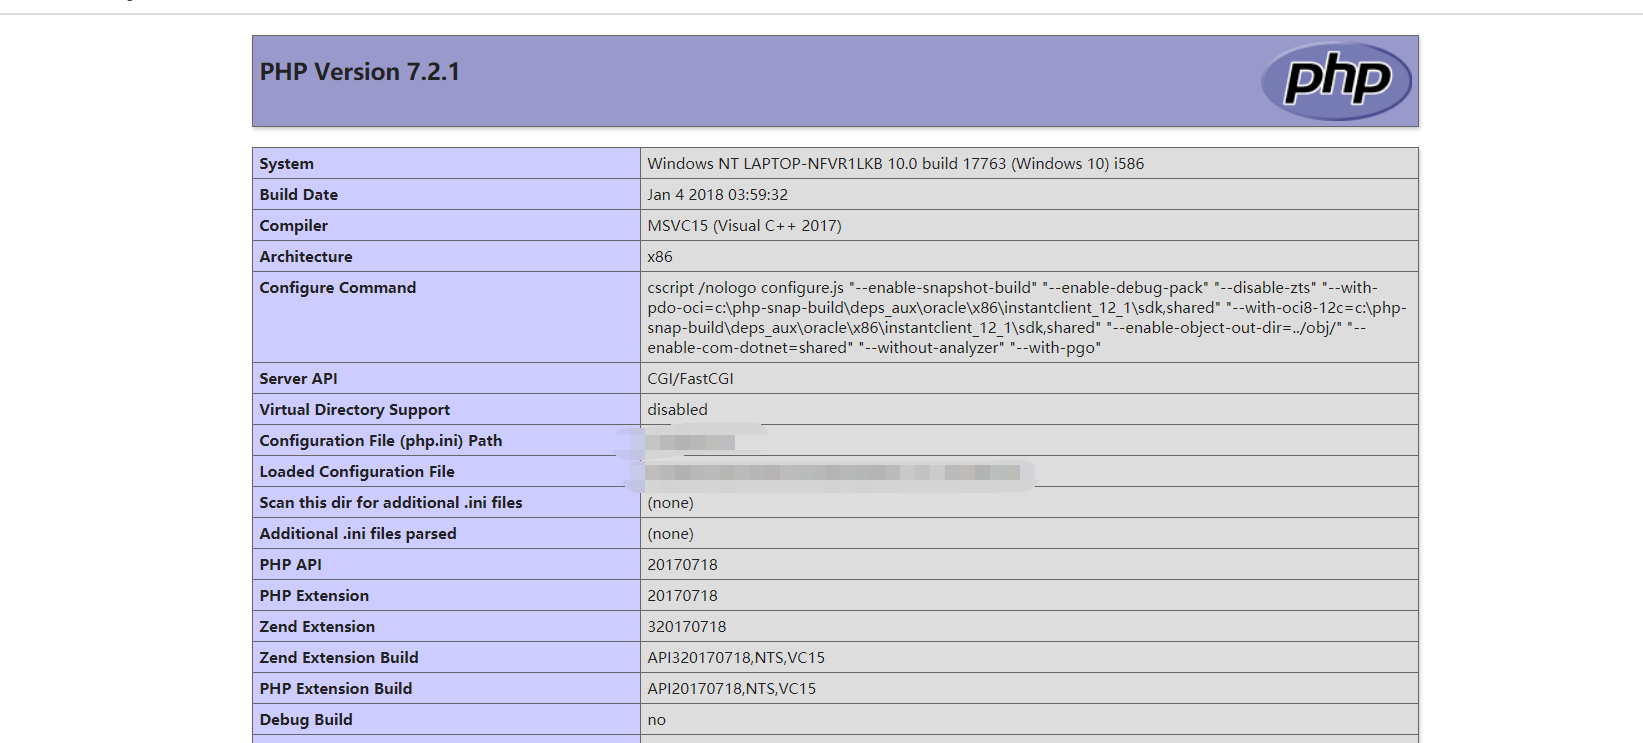 PHP Version 7.2.1
php
System Windows NT LAPTOP-NFVR1LKB 10.0 build 17763 (Windows 10) i586
Build Date Jan 4 2018 03:59:32
Compiler MSVC15 (Visual C++ 2017)
Architecture x86
Configure Command cscript /nologo configure.js "--enable-snapshot-build" "--enable-debug-pack" "--disable-zts" "--with-
pdo-oci=c:\php-snap-build\deps_aux\oracle\x86\instantclient_12_1\sdk,shared" "--with-oci8-12c=c:\php-
snap-build\deps_aux\oracle\x86\instantclient_12_1\sdk,shared" "--enable-object-out-dir=../obj/" "--
enable-com-dotnet=shared" "--without-analyzer" "--with-pgo"
Server API CGI/FastCGI
Virtual Directory Support disabled
Configuration File (php.ini) Path
Loaded Configuration File
Scan this dir for additional .ini files (none)
Additional .ini files parsed (none)
PHP API 20170718
PHP Extension 20170718
Zend Extension 320170718
Zend Extension Build API320170718,NTS,VC15
PHP Extension Build API20170718,NTS,VC15
Debug Build no